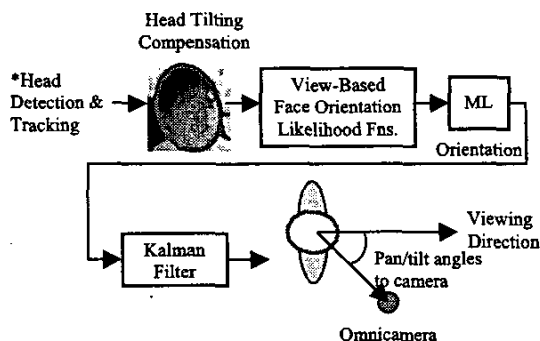 Head Tilting
Compensation
*Head
Detection &
Tracking
View-Based
Face Orientation
Likelihood Fns.
ML
Orientation
Kalman
Filter
Viewing
Direction
Pan/tilt angles
to camera
Omnicamera